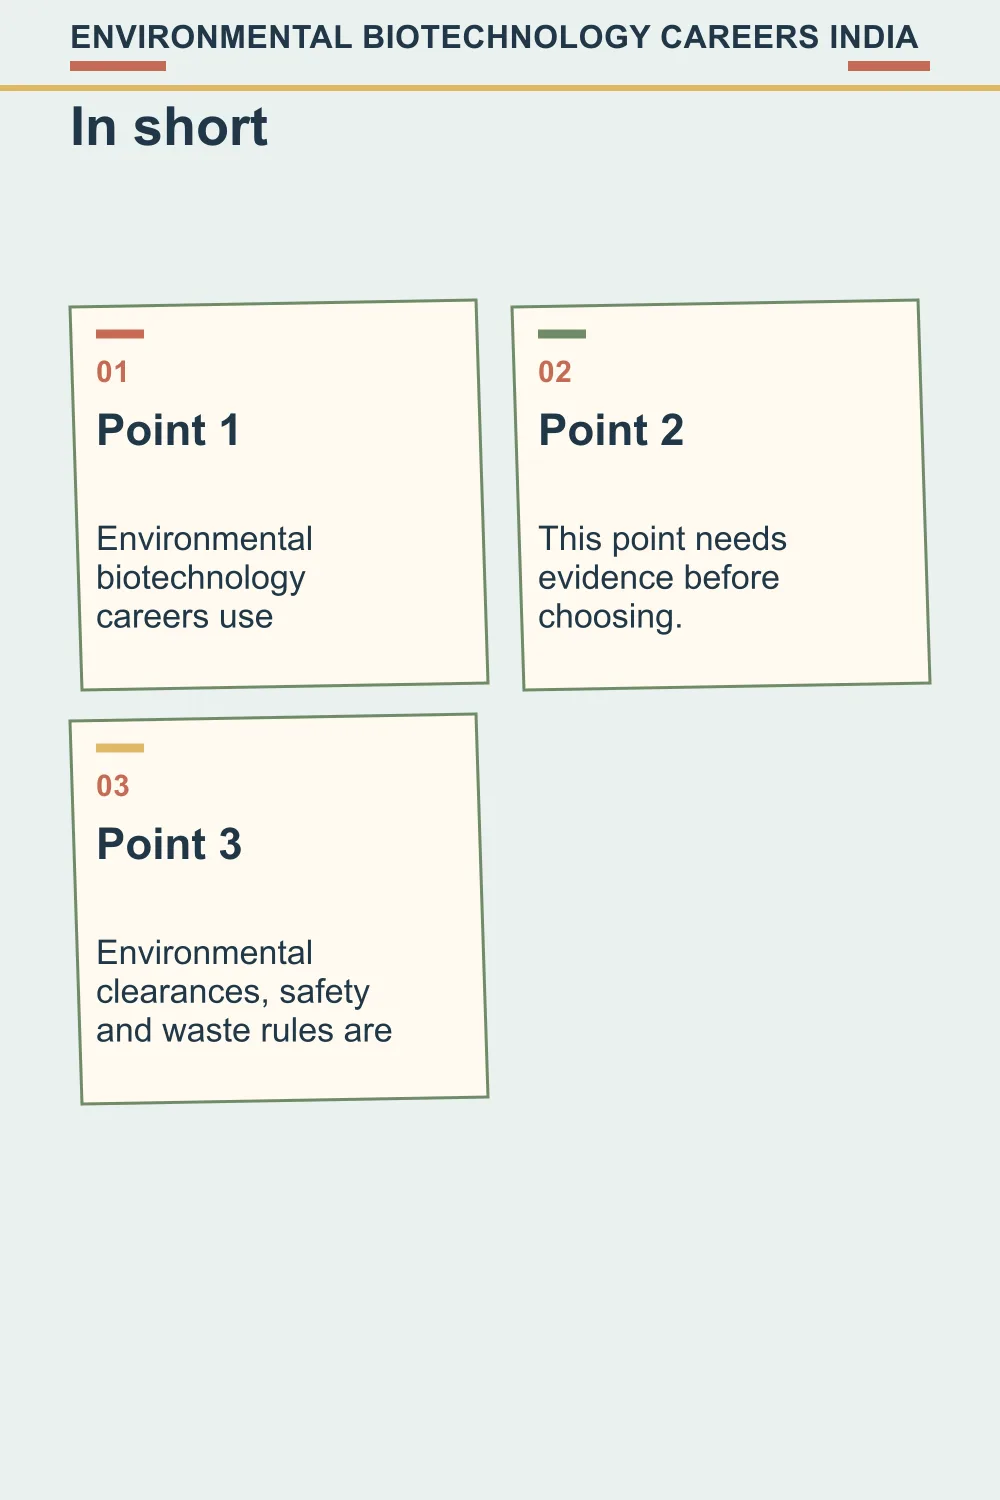 ENVIRONMENTAL BIOTECHNOLOGY CAREERS INDIA
In short
01
Point 1
Environmental
biotechnology
careers use
02
Point 2
This point needs
evidence before
choosing.
03
Point 3
Environmental
clearances, safety
and waste rules are